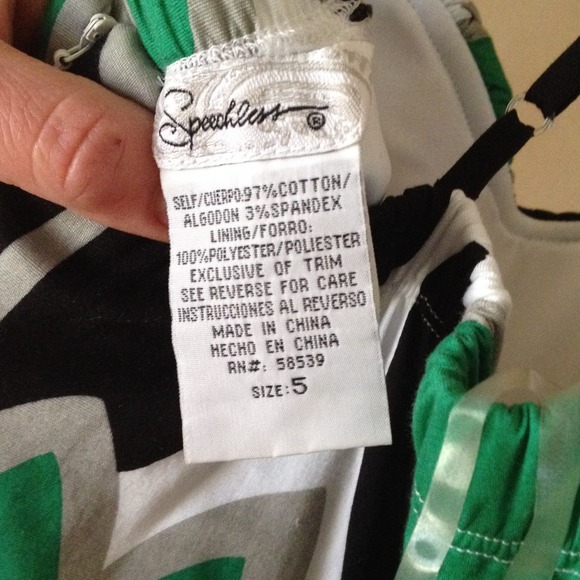 Speechless ®
SELF/CUERPO:97%COTTON/
ALGODON 3%SPANDEX
LINING/FORRO:
100%POLYESTER/POLIESTER
EXCLUSIVE OF TRIM
SEE REVERSE FOR CARE
INSTRUCCIONES AL REVERSO
MADE IN CHINA
HECHO EN CHINA
RN#: 58539
SIZE: 5